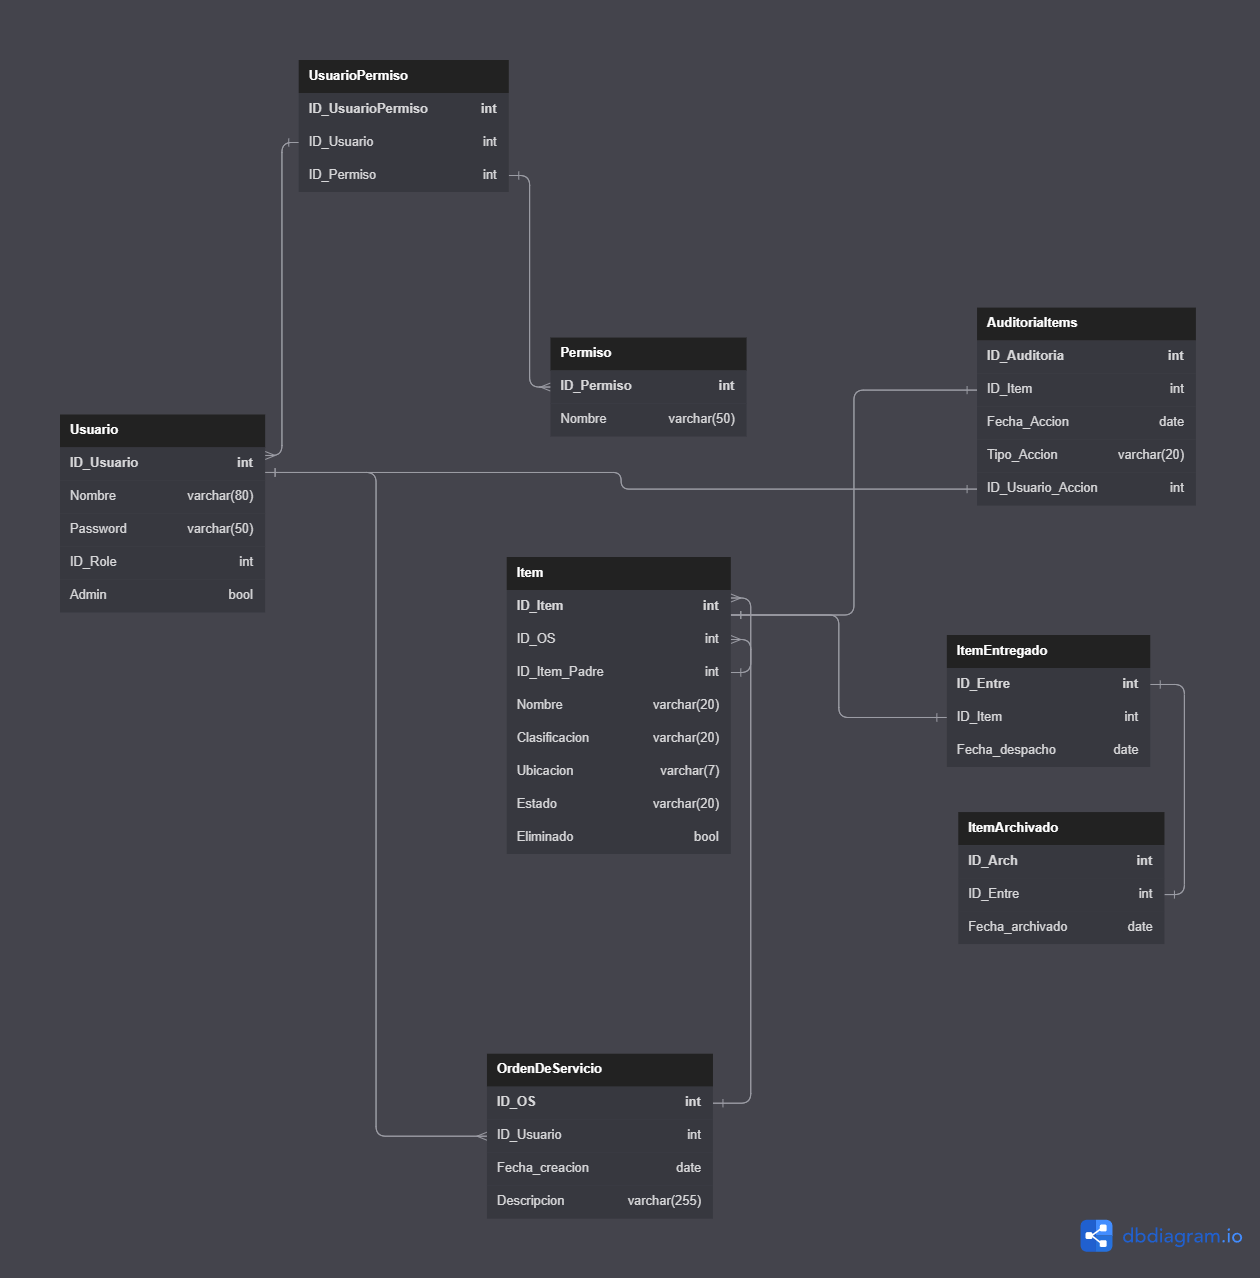 UsuarioPermiso
ID_UsuarioPermiso int
ID_Usuario int
ID_Permiso int
Permiso
ID_Permiso int
Nombre varchar(50)
AuditoriaItems
ID_Auditoria int
ID_Item int
Fecha_Accion date
Tipo_Accion varchar(20)
ID_Usuario_Accion int
Usuario
ID_Usuario int
Nombre varchar(80)
Password varchar(50)
ID_Role int
Admin bool
Item
ID_Item int
ID_OS int
ID_Item_Padre int
Nombre varchar(20)
Clasificacion varchar(20)
Ubicacion varchar(7)
Estado varchar(20)
Eliminado bool
ItemEntregado
ID_Entre int
ID_Item int
Fecha_despacho date
ItemArchivado
ID_Arch int
ID_Entre int
Fecha_archivado date
OrdenDeServicio
ID_OS int
ID_Usuario int
Fecha_creacion date
Descripcion varchar(255)
dbdiagram.io